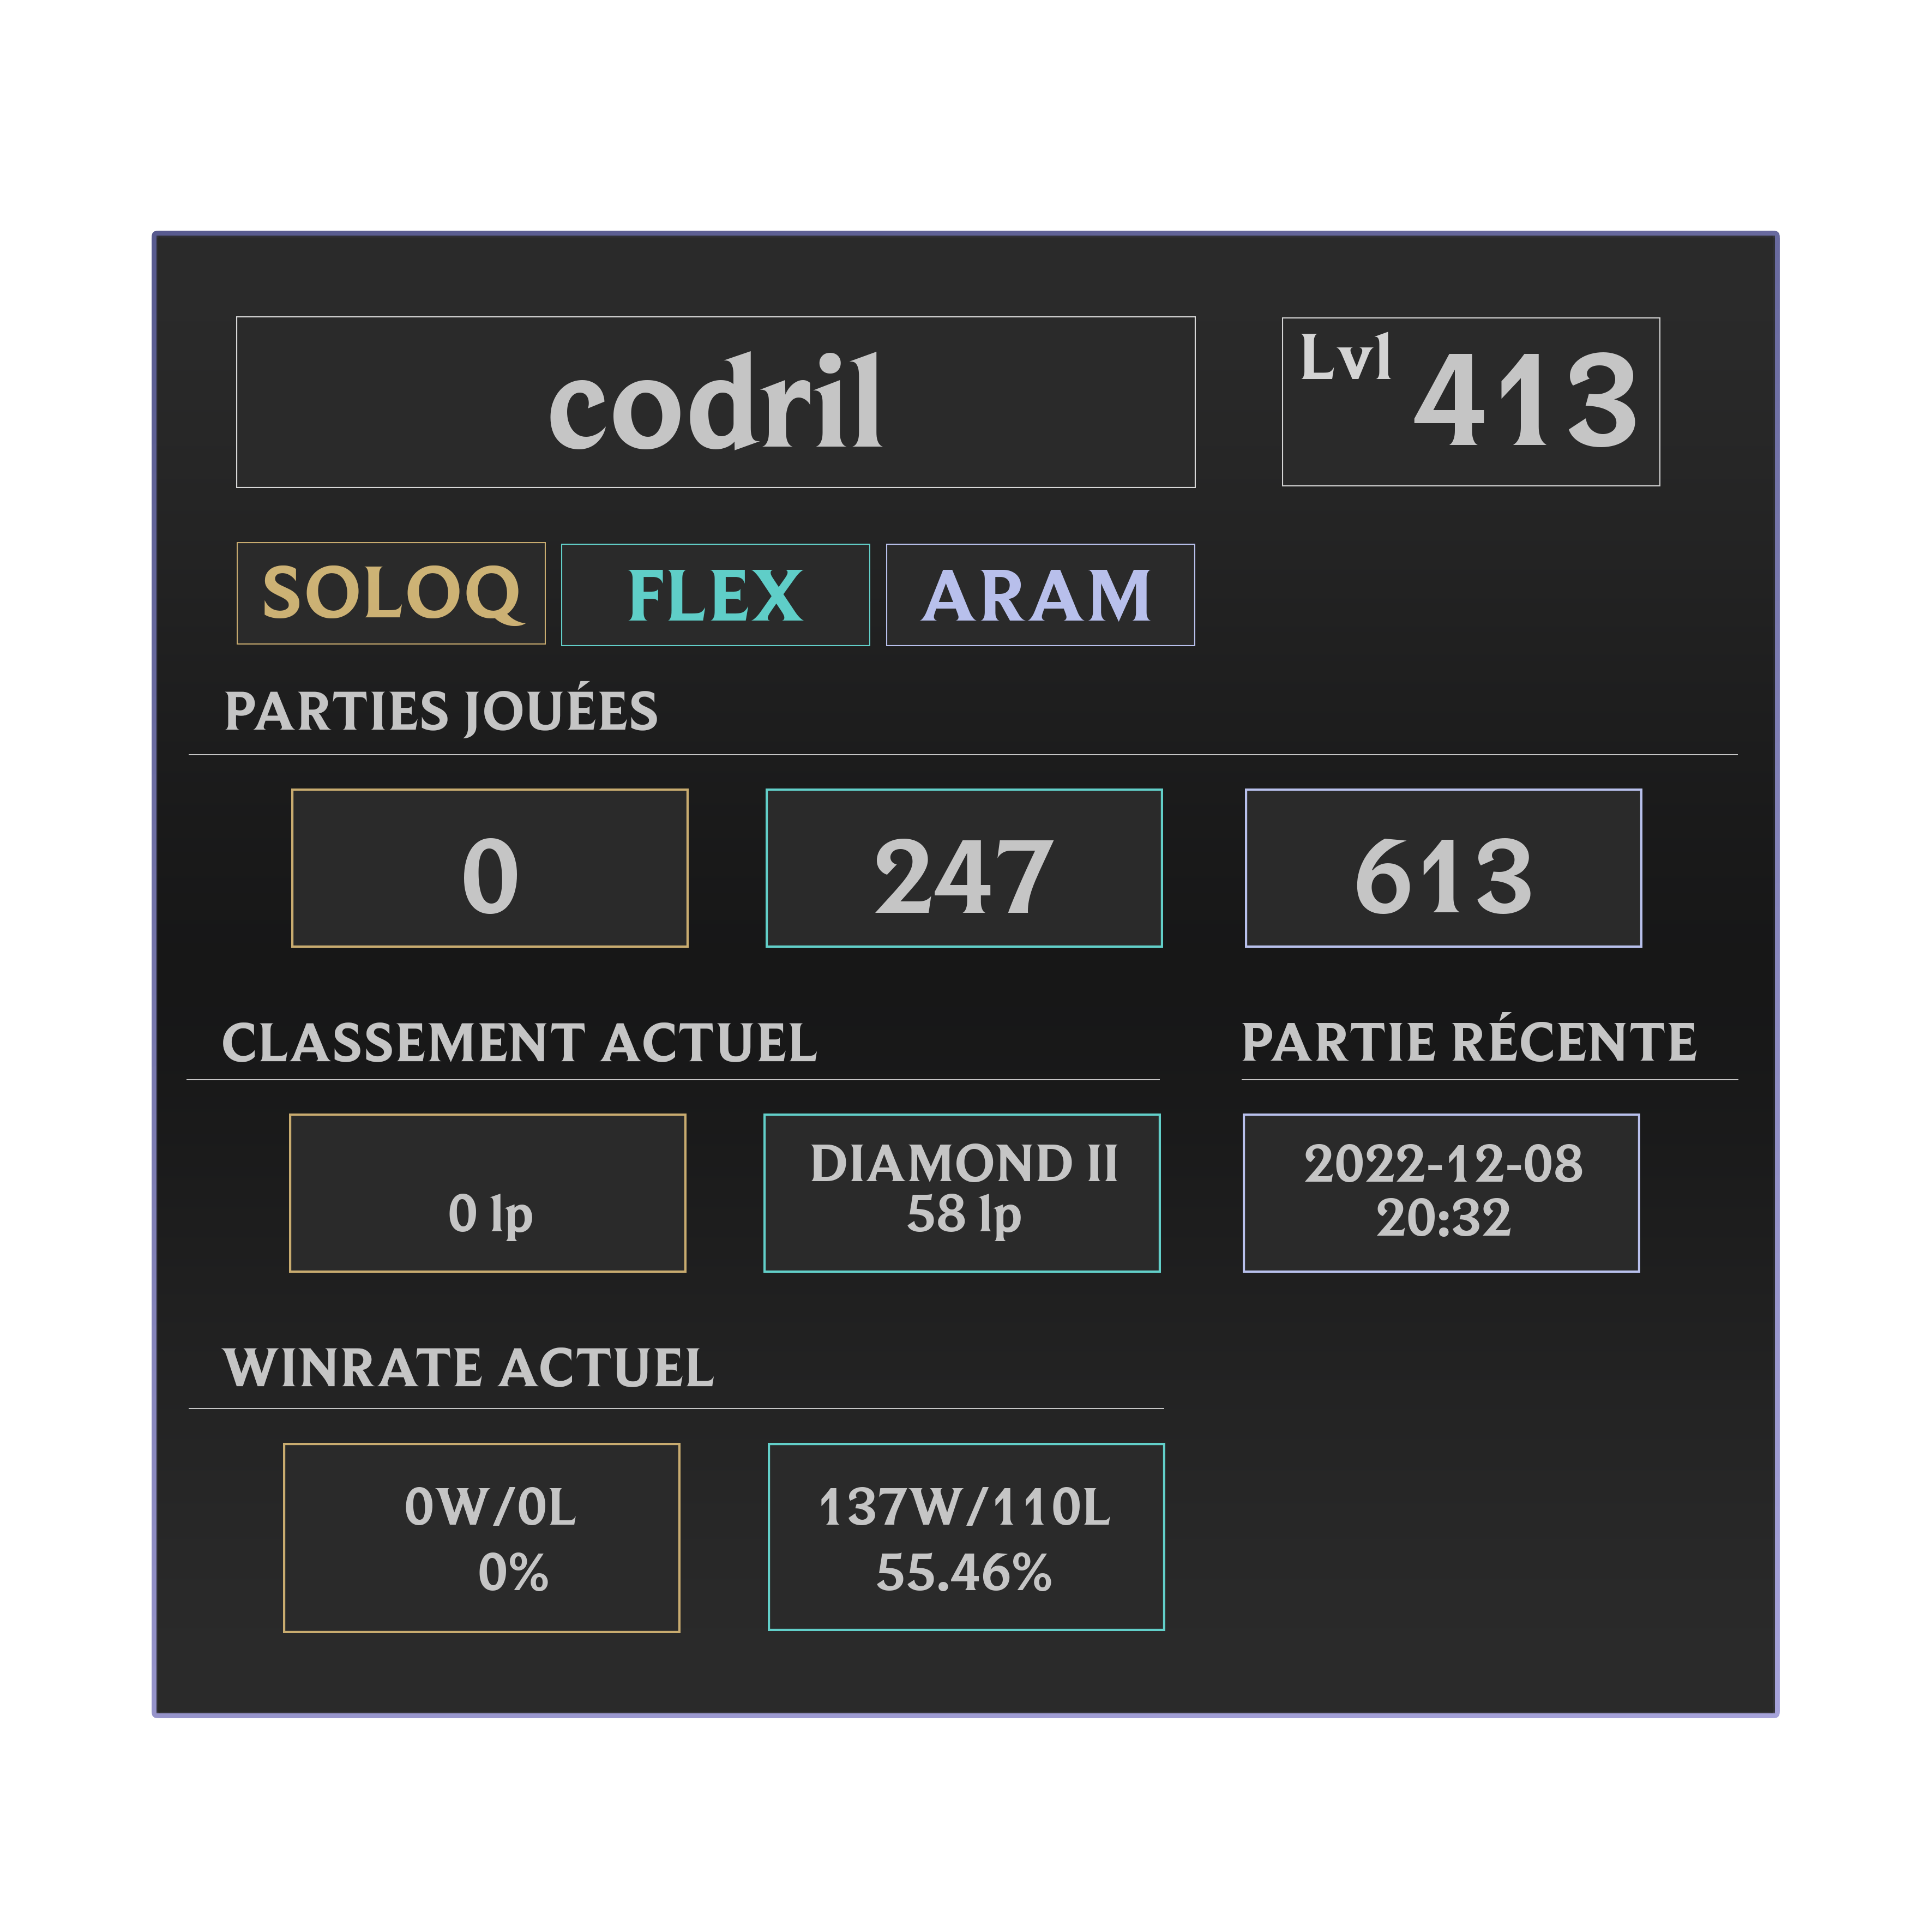 codril
Lvl 413
SOLOQ FLEX ARAM
PARTIES JOUÉES
0 247 613
CLASSEMENT ACTUEL
0 lp
DIAMOND II
58 lp
PARTIE RÉCENTE
2022-12-08
20:32
WINRATE ACTUEL
0W/0L
0%
137W/110L
55.46%